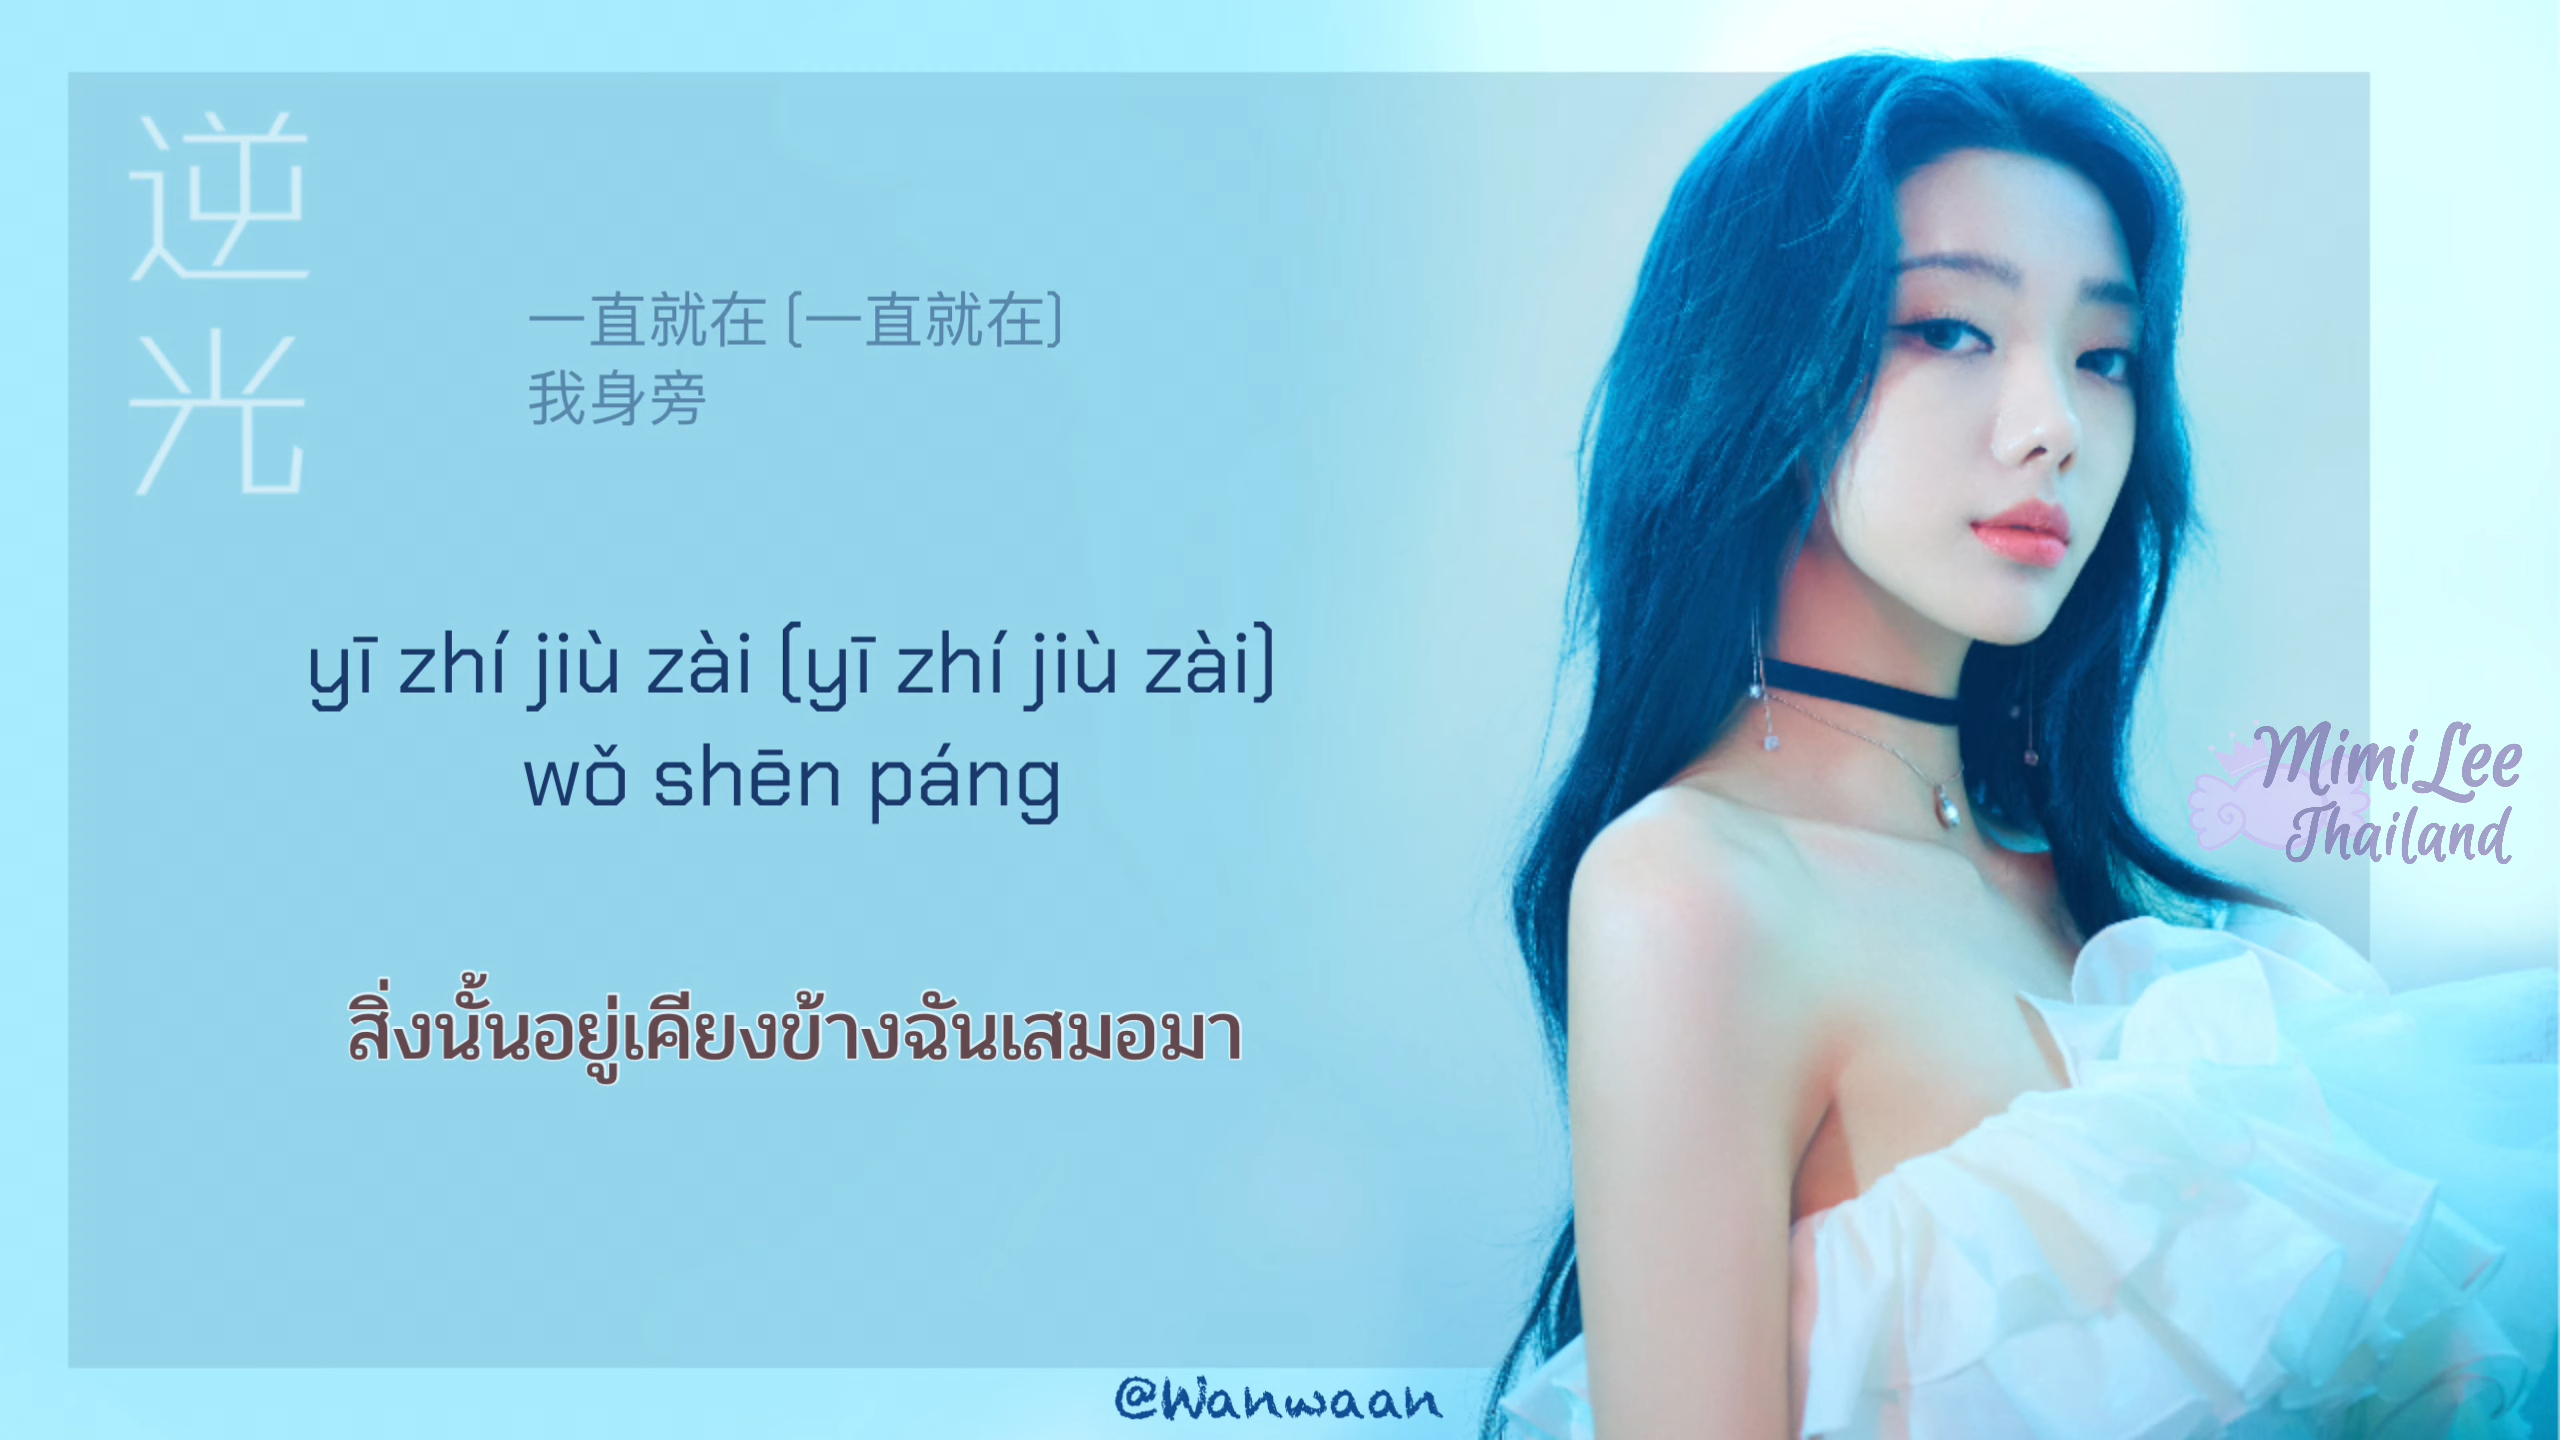 逆光
一直就在 (一直就在)
我身旁
yī zhí jiù zài (yī zhí jiù zài)
wǒ shēn páng
สิ่งนั้นอยู่เคียงข้างฉันเสมอมา
MimiLee
Thailand
@Wanwaan